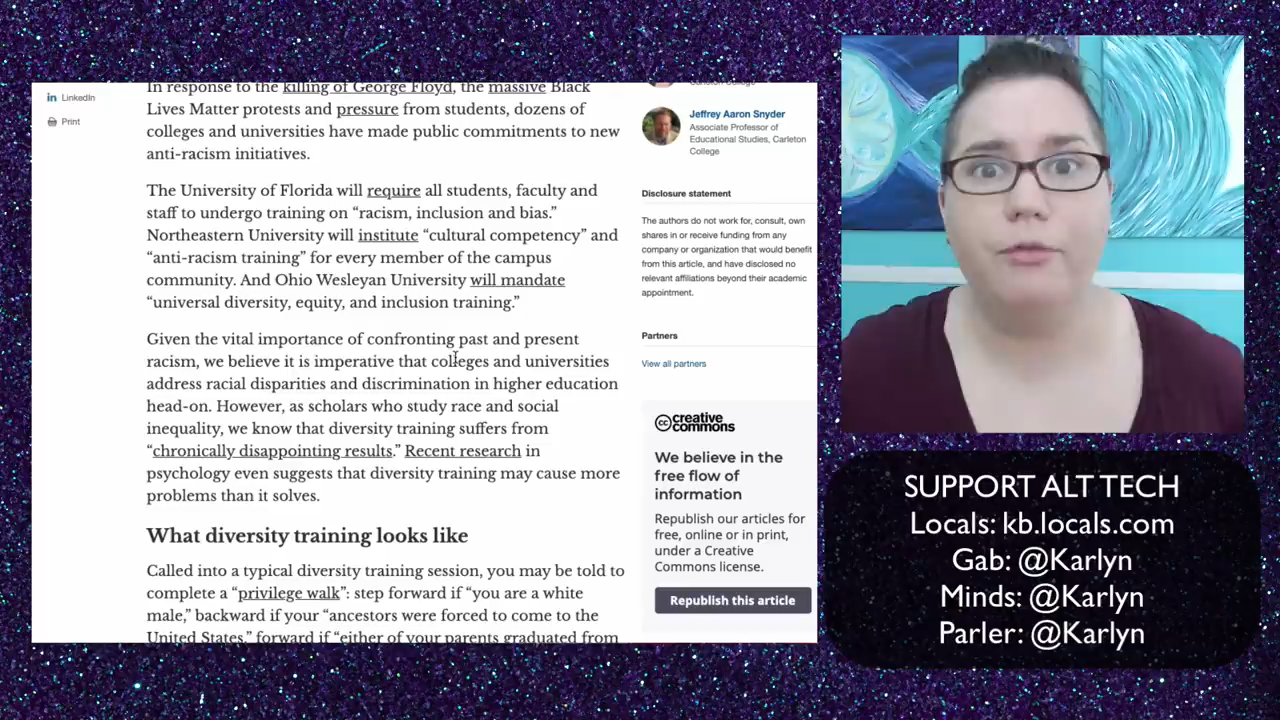 LinkedIn
Print
In response to the killing of George Floyd, the massive Black
Lives Matter protests and pressure from students, dozens of
colleges and universities have made public commitments to new
anti-racism initiatives.
The University of Florida will require all students, faculty and
staff to undergo training on “racism, inclusion and bias.”
Northeastern University will institute “cultural competency” and
“anti-racism training” for every member of the campus
community. And Ohio Wesleyan University will mandate
“universal diversity, equity, and inclusion training.”
Given the vital importance of confronting past and present
racism, we believe it is imperative that colleges and universities
address racial disparities and discrimination in higher education
head-on. However, as scholars who study race and social
inequality, we know that diversity training suffers from
“chronically disappointing results.” Recent research in
psychology even suggests that diversity training may cause more
problems than it solves.
What diversity training looks like
Called into a typical diversity training session, you may be told to
complete a “privilege walk”: step forward if “you are a white
male,” backward if your “ancestors were forced to come to the
United States,” forward if “either of your parents graduated from
Carleton College
Jeffrey Aaron Snyder
Associate Professor of
Educational Studies, Carleton
College
Disclosure statement
The authors do not work for, consult, own
shares in or receive funding from any
company or organization that would benefit
from this article, and have disclosed no
relevant affiliations beyond their academic
appointment.
Partners
View all partners
cc creative
commons
We believe in the
free flow of
information
Republish our articles for
free, online or in print,
under a Creative
Commons license.
Republish this article
SUPPORT ALT TECH
Locals: kb.locals.com
Gab: @Karlyn
Minds: @Karlyn
Parler: @Karlyn